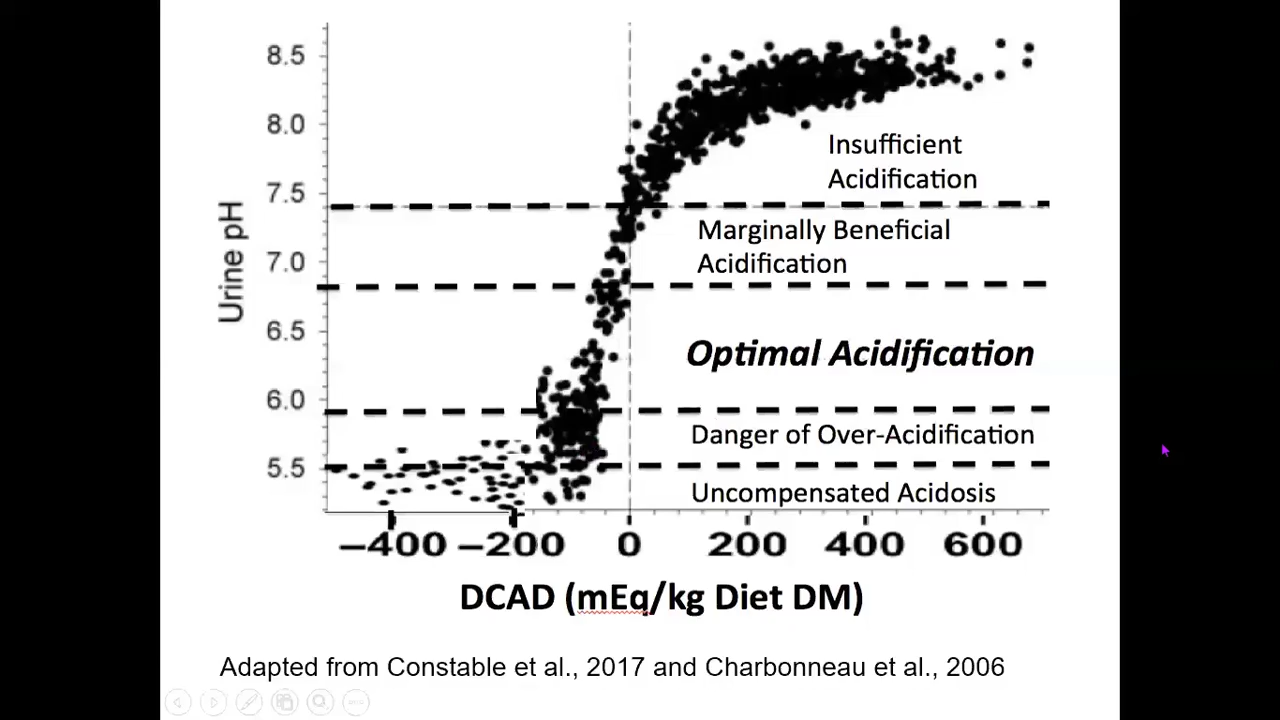 8.5
8.0
7.5
7.0
6.5
6.0
5.5
Urine pH
Insufficient
Acidification
Marginally Beneficial
Acidification
Optimal Acidification
Danger of Over-Acidification
Uncompensated Acidosis
−400 −200 0 200 400 600
DCAD (mEq/kg Diet DM)
Adapted from Constable et al., 2017 and Charbonneau et al., 2006